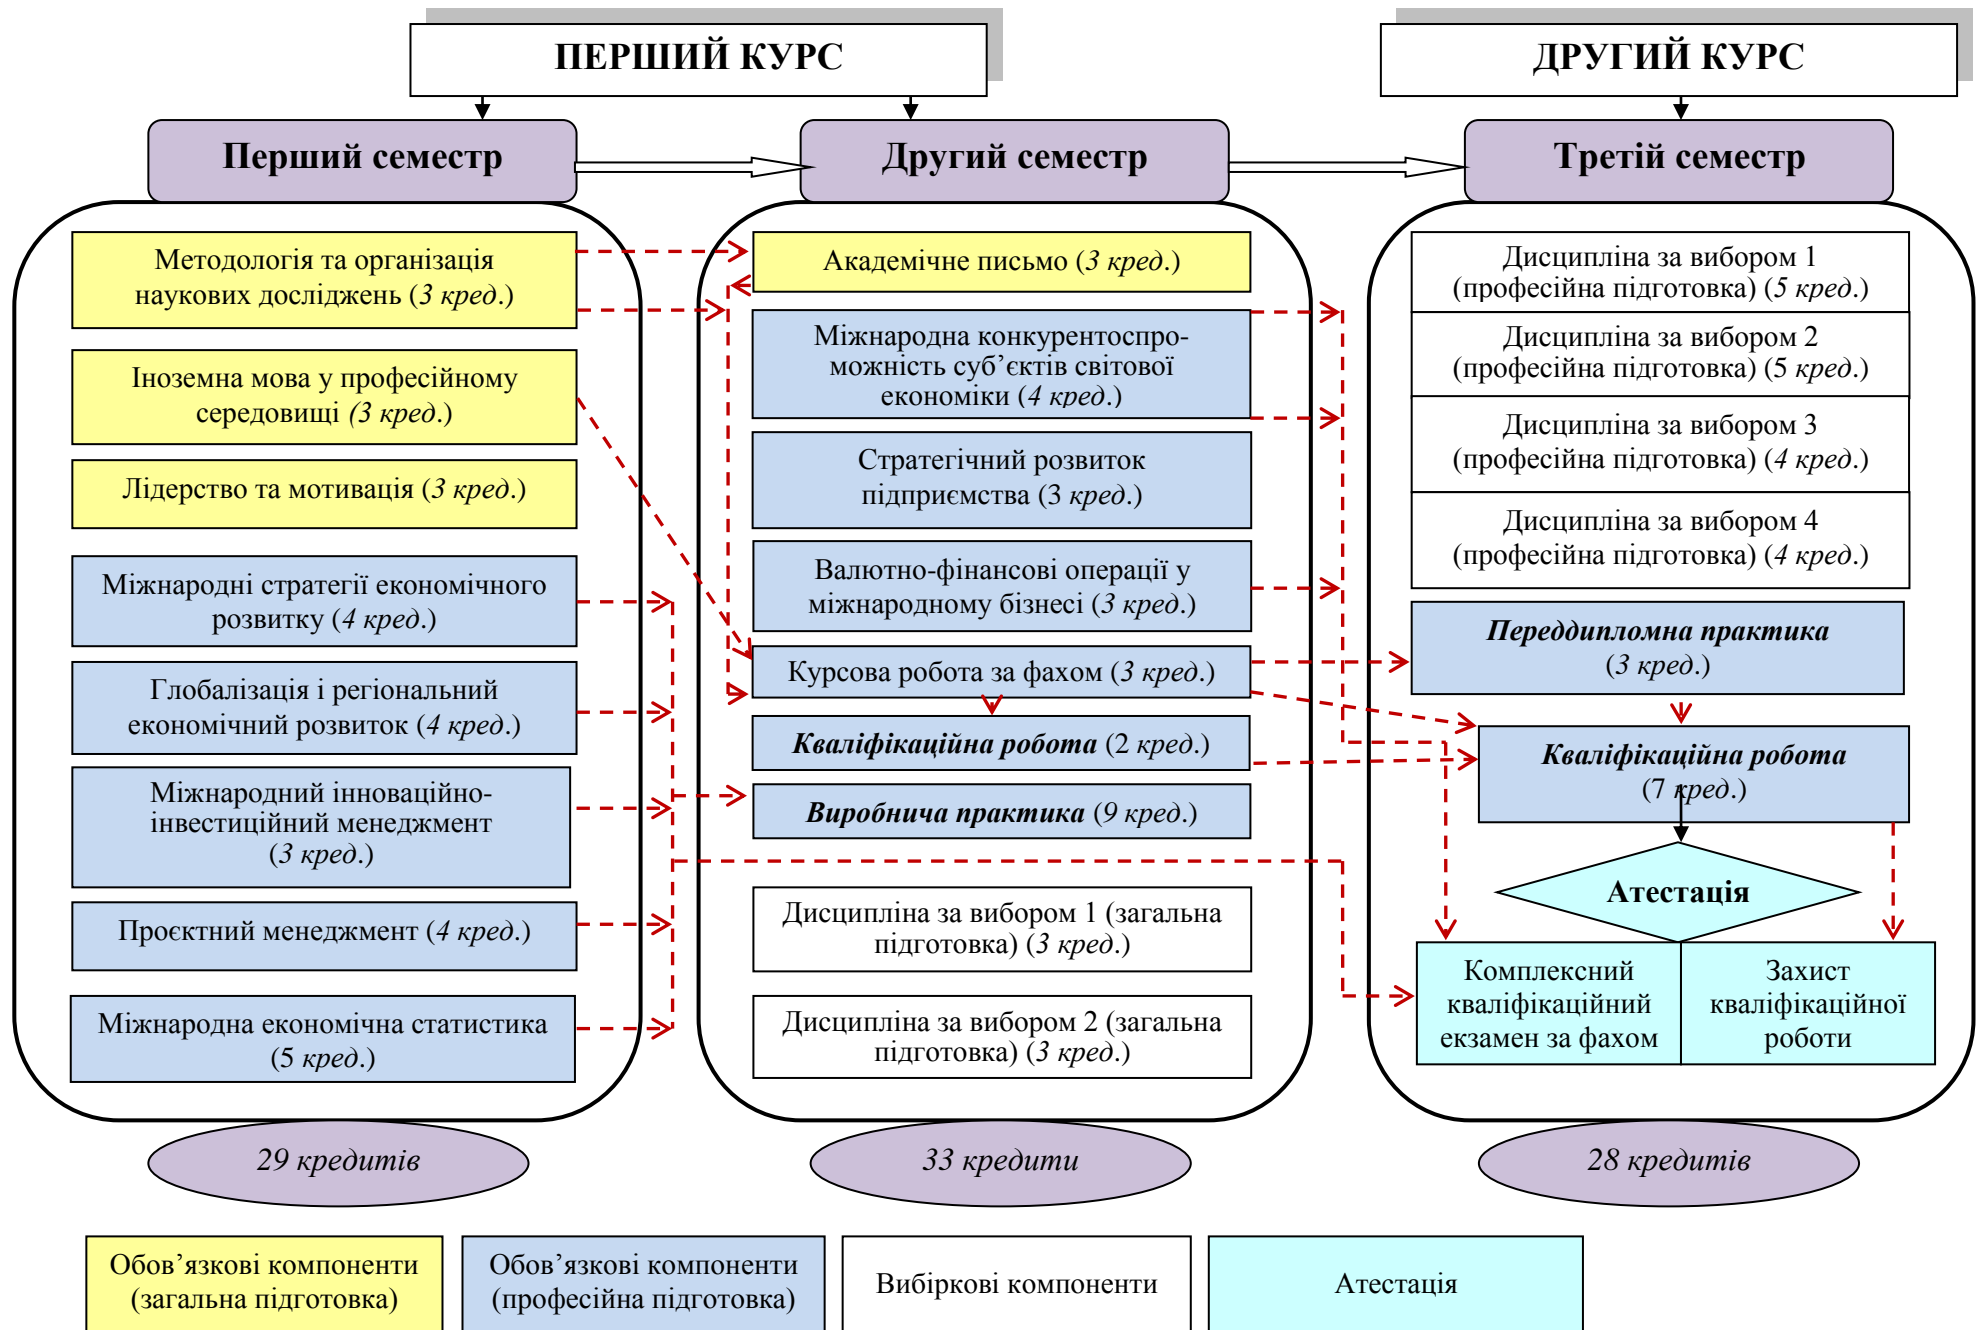 ПЕРШИЙ КУРС
ДРУГИЙ КУРС
Перший семестр
Другий семестр
Третій семестр
Методологія та організація
наукових досліджень (3 кред.)
Іноземна мова у професійному
середовищі (3 кред.)
Лідерство та мотивація (3 кред.)
Міжнародні стратегії економічного
розвитку (4 кред.)
Глобалізація і регіональний
економічний розвиток (4 кред.)
Міжнародний інноваційно-
інвестиційний менеджмент
(3 кред.)
Проєктний менеджмент (4 кред.)
Міжнародна економічна статистика
(5 кред.)
29 кредитів
Академічне письмо (3 кред.)
Міжнародна конкурентоспро-
можність суб’єктів світової
економіки (4 кред.)
Стратегічний розвиток
підприємства (3 кред.)
Валютно-фінансові операції у
міжнародному бізнесі (3 кред.)
Курсова робота за фахом (3 кред.)
Кваліфікаційна робота (2 кред.)
Виробнича практика (9 кред.)
Дисципліна за вибором 1 (загальна
підготовка) (3 кред.)
Дисципліна за вибором 2 (загальна
підготовка) (3 кред.)
33 кредити
Дисципліна за вибором 1
(професійна підготовка) (5 кред.)
Дисципліна за вибором 2
(професійна підготовка) (5 кред.)
Дисципліна за вибором 3
(професійна підготовка) (4 кред.)
Дисципліна за вибором 4
(професійна підготовка) (4 кред.)
Переддипломна практика
(3 кред.)
Кваліфікаційна робота
(7 кред.)
Атестація
Комплексний
кваліфікаційний
екзамен за фахом
Захист
кваліфікаційної
роботи
28 кредитів
Обов’язкові компоненти
(загальна підготовка)
Обов’язкові компоненти
(професійна підготовка)
Вибіркові компоненти
Атестація